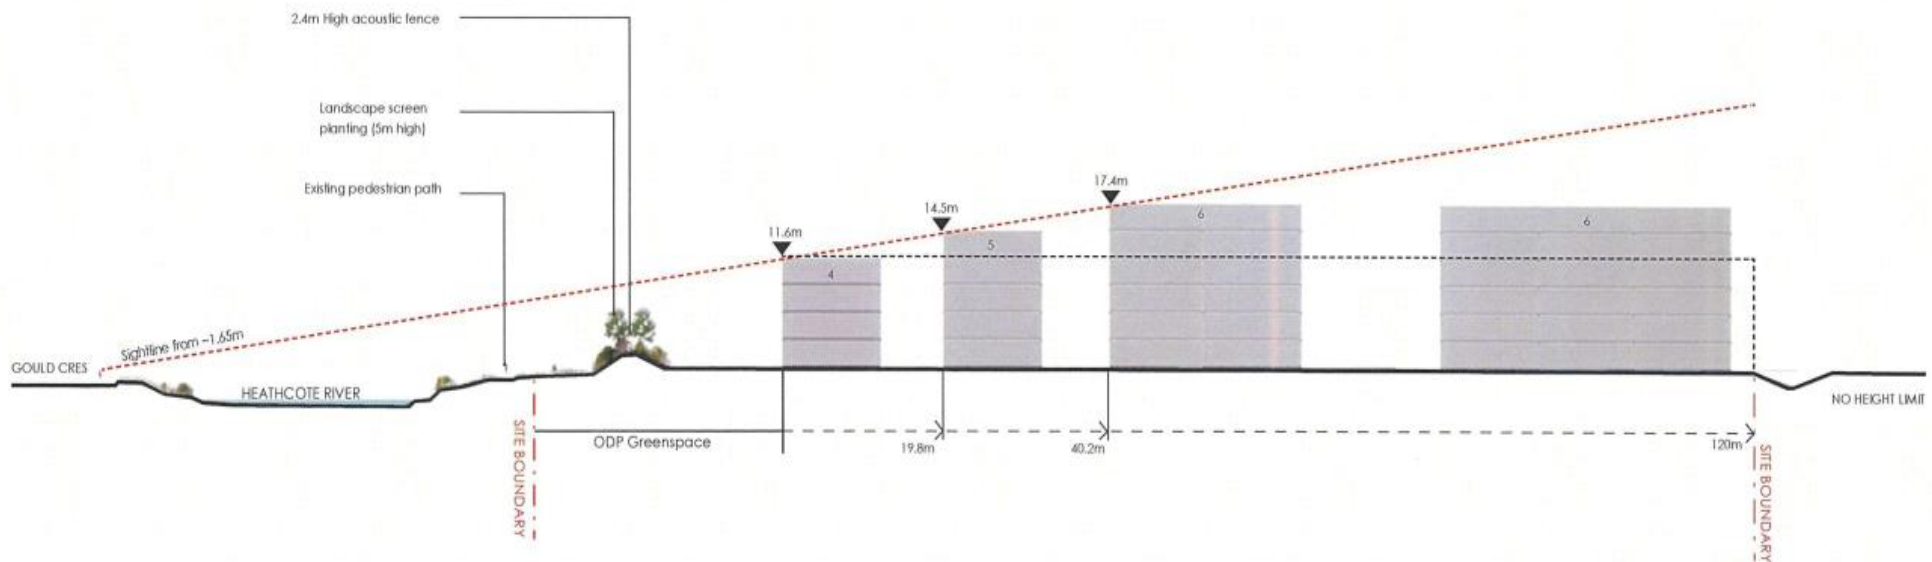 2.4m High acoustic fence
Landscape screen
planting (5m high)
Existing pedestrian path
17.4m
14.5m
11.6m
6
6
5
4
Sightline from ~1.65m
GOULD CRES
HEATHCOTE RIVER
NO HEIGHT LIMIT
SITE BOUNDARY
ODP Greenspace
19.8m
40.2m
120m
SITE BOUNDARY